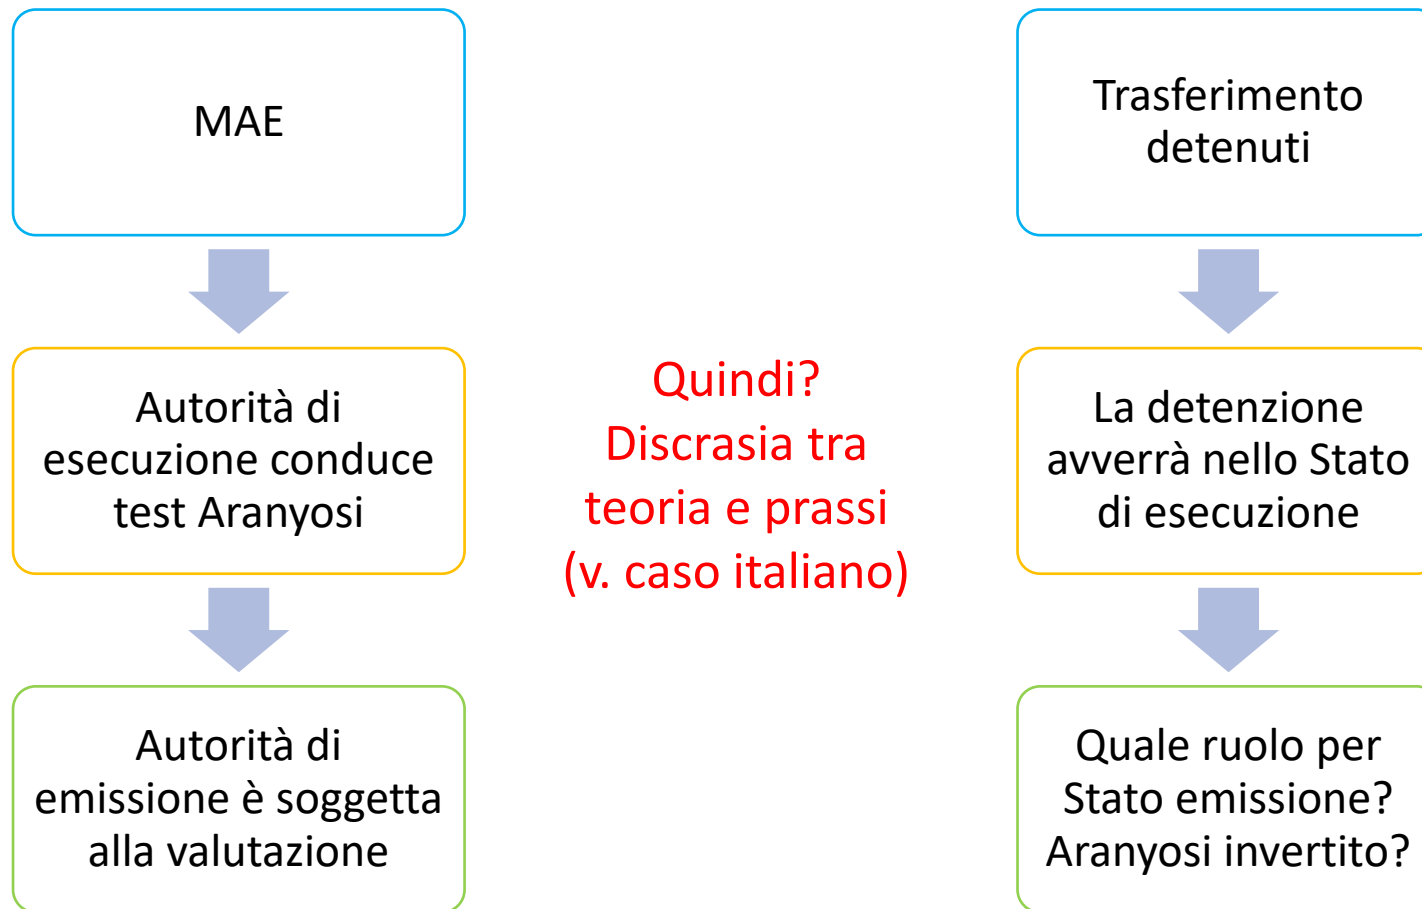 MAE
Autorità di
esecuzione conduce
test Aranyosi
Autorità di
emissione è soggetta
alla valutazione
Quindi?
Discrasia tra
teoria e prassi
(v. caso italiano)
Trasferimento
detenuti
La detenzione
avverrà nello Stato
di esecuzione
Quale ruolo per
Stato emissione?
Aranyosi invertito?